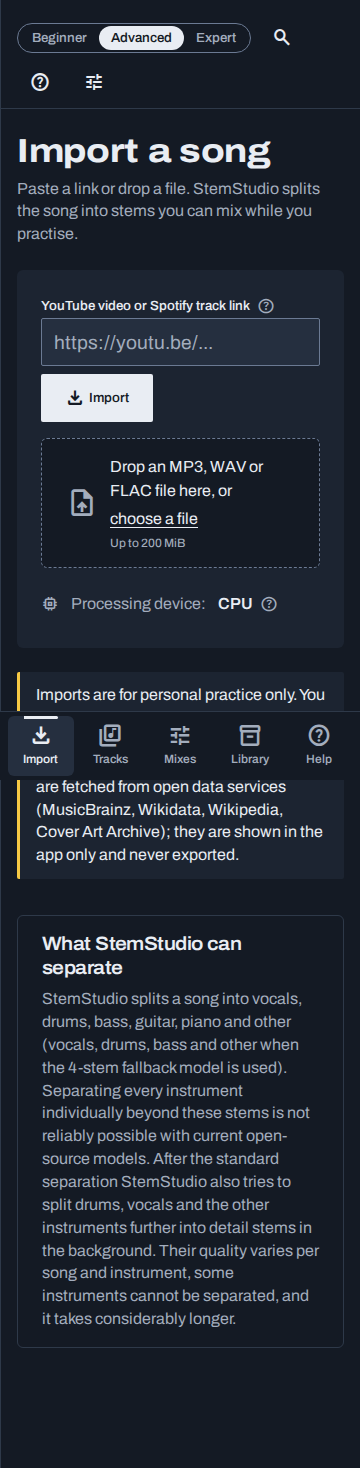 Beginner Advanced Expert
Import a song
Paste a link or drop a file. StemStudio splits
the song into stems you can mix while you
practise.
YouTube video or Spotify track link
https://youtu.be/...
Import
Drop an MP3, WAV or
FLAC file here, or
choose a file
Up to 200 MiB
Processing device: CPU
Imports are for personal practice only. You
Import Tracks Mixes Library Help
are fetched from open data services
(MusicBrainz, Wikidata, Wikipedia,
Cover Art Archive); they are shown in the
app only and never exported.
What StemStudio can
separate
StemStudio splits a song into vocals,
drums, bass, guitar, piano and other
(vocals, drums, bass and other when
the 4-stem fallback model is used).
Separating every instrument
individually beyond these stems is not
reliably possible with current open-
source models. After the standard
separation StemStudio also tries to
split drums, vocals and the other
instruments further into detail stems in
the background. Their quality varies per
song and instrument, some
instruments cannot be separated, and
it takes considerably longer.